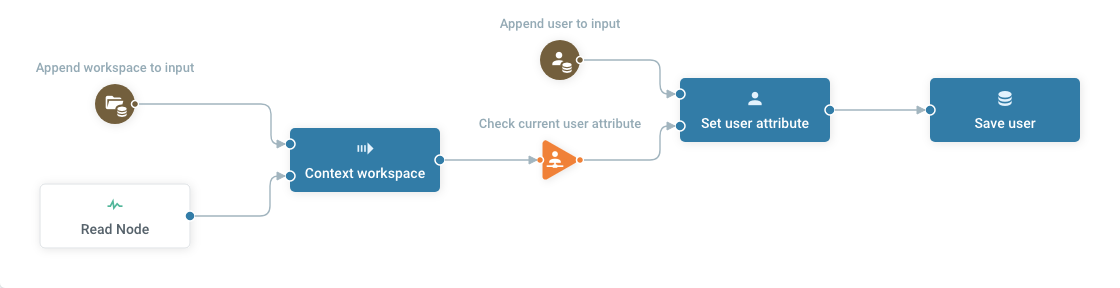 Append user to input
Append workspace to input
Check current user attribute
Set user attribute
Save user
Context workspace
Read Node